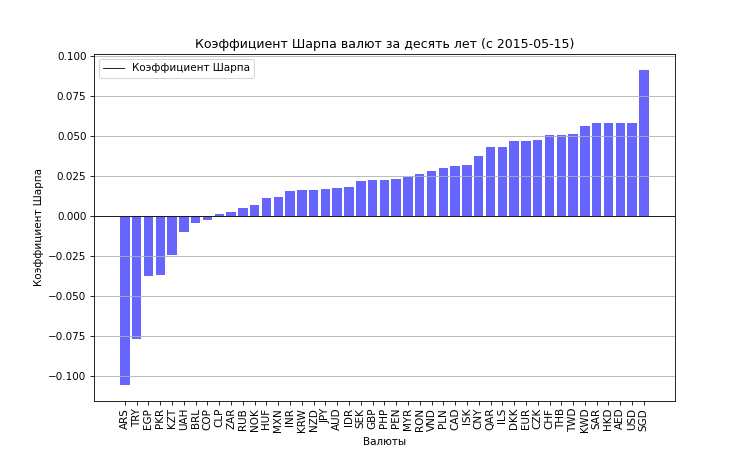 Коэффициент Шарпа валют за десять лет (с 2015-05-15)
Коэффициент Шарпа
0.100
0.075
0.050
0.025
0.000
−0.025
−0.050
−0.075
−0.100
Коэффициент Шарпа
ARS TRY EGP PKR KZT UAH BRL COP CLP ZAR RUB NOK HUF MXN INR KRW NZD JPY AUD IDR SEK GBP PHP PEN MYR RON VND PLN CAD ISK CNY QAR ILS DKK EUR CZK CHF THB TWD KWD SAR HKD AED USD SGD
Валюты